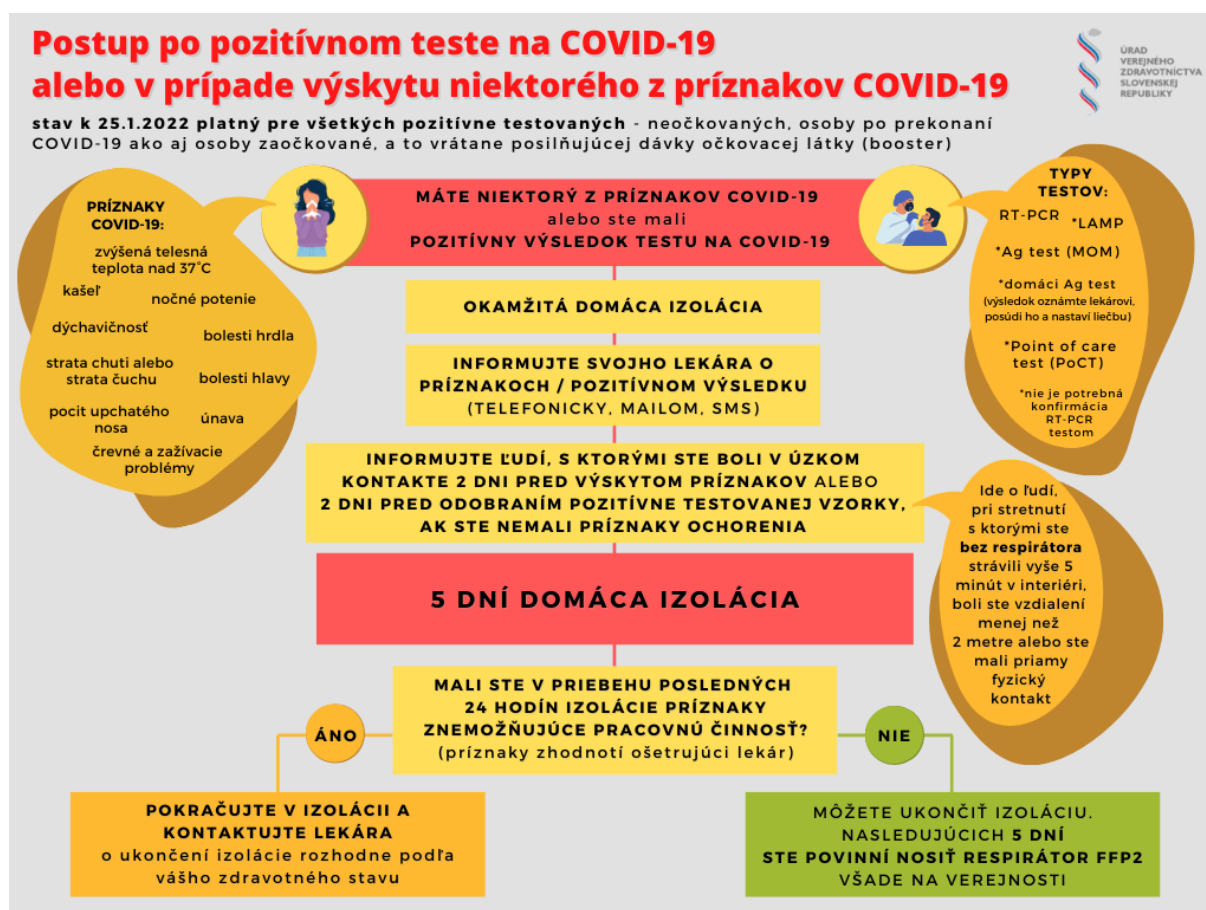 Postup po pozitívnom teste na COVID-19
alebo v prípade výskytu niektorého z príznakov COVID-19
ÚRAD
VEREJNÉHO
ZDRAVOTNÍCTVA
SLOVENSKEJ
REPUBLIKY
stav k 25.1.2022 platný pre všetkých pozitívne testovaných - neočkovaných, osoby po prekonaní
COVID-19 ako aj osoby zaočkované, a to vrátane posilňujúcej dávky očkovacej látky (booster)
PRÍZNAKY
COVID-19:
zvýšená telesná
teplota nad 37°C
kašeľ
nočné potenie
dýchavičnosť
bolesti hrdla
strata chuti alebo
strata čuchu
bolesti hlavy
pocit upchatého
nosa
únava
črevné a zažívacie
problémy
MÁTE NIEKTORÝ Z PRÍZNAKOV COVID-19
alebo ste mali
POZITÍVNY VÝSLEDOK TESTU NA COVID-19
TYPY
TESTOV:
RT-PCR
*LAMP
*Ag test (MOM)
*domáci Ag test
(výsledok oznámte lekárovi,
posúdi ho a nastaví liečbu)
*Point of care
test (PoCT)
*nie je potrebná
konfirmácia
RT-PCR
testom
OKAMŽITÁ DOMÁCA IZOLÁCIA
INFORMUJTE SVOJHO LEKÁRA O
PRÍZNAKOCH / POZITÍVNOM VÝSLEDKU
(TELEFONICKY, MAILOM, SMS)
INFORMUJTE ĽUDÍ, S KTORÝMI STE BOLI V ÚZKOM
KONTAKTE 2 DNI PRED VÝSKYTOM PRÍZNAKOV ALEBO
2 DNI PRED ODOBRANÍM POZITÍVNE TESTOVANEJ VZORKY,
AK STE NEMALI PRÍZNAKY OCHORENIA
Ide o ľudí,
pri stretnutí
s ktorými ste
bez respirátora
strávili vyše 5
minút v interiéri,
boli ste vzdialení
menej než
2 metre alebo ste
mali priamy
fyzický
kontakt
5 DNÍ DOMÁCA IZOLÁCIA
MALI STE V PRIEBEHU POSLEDNÝCH
24 HODÍN IZOLÁCIE PRÍZNAKY
ZNEMOŽŇUJÚCE PRACOVNÚ ČINNOSŤ?
(príznaky zhodnotí ošetrujúci lekár)
ÁNO
NIE
POKRAČUJTE V IZOLÁCII A
KONTAKTUJTE LEKÁRA
o ukončení izolácie rozhodne podľa
vášho zdravotného stavu
MÔŽETE UKONČIŤ IZOLÁCIU.
NASLEDUJÚCICH 5 DNÍ
STE POVINNÍ NOSIŤ RESPIRÁTOR FFP2
VŠADE NA VEREJNOSTI